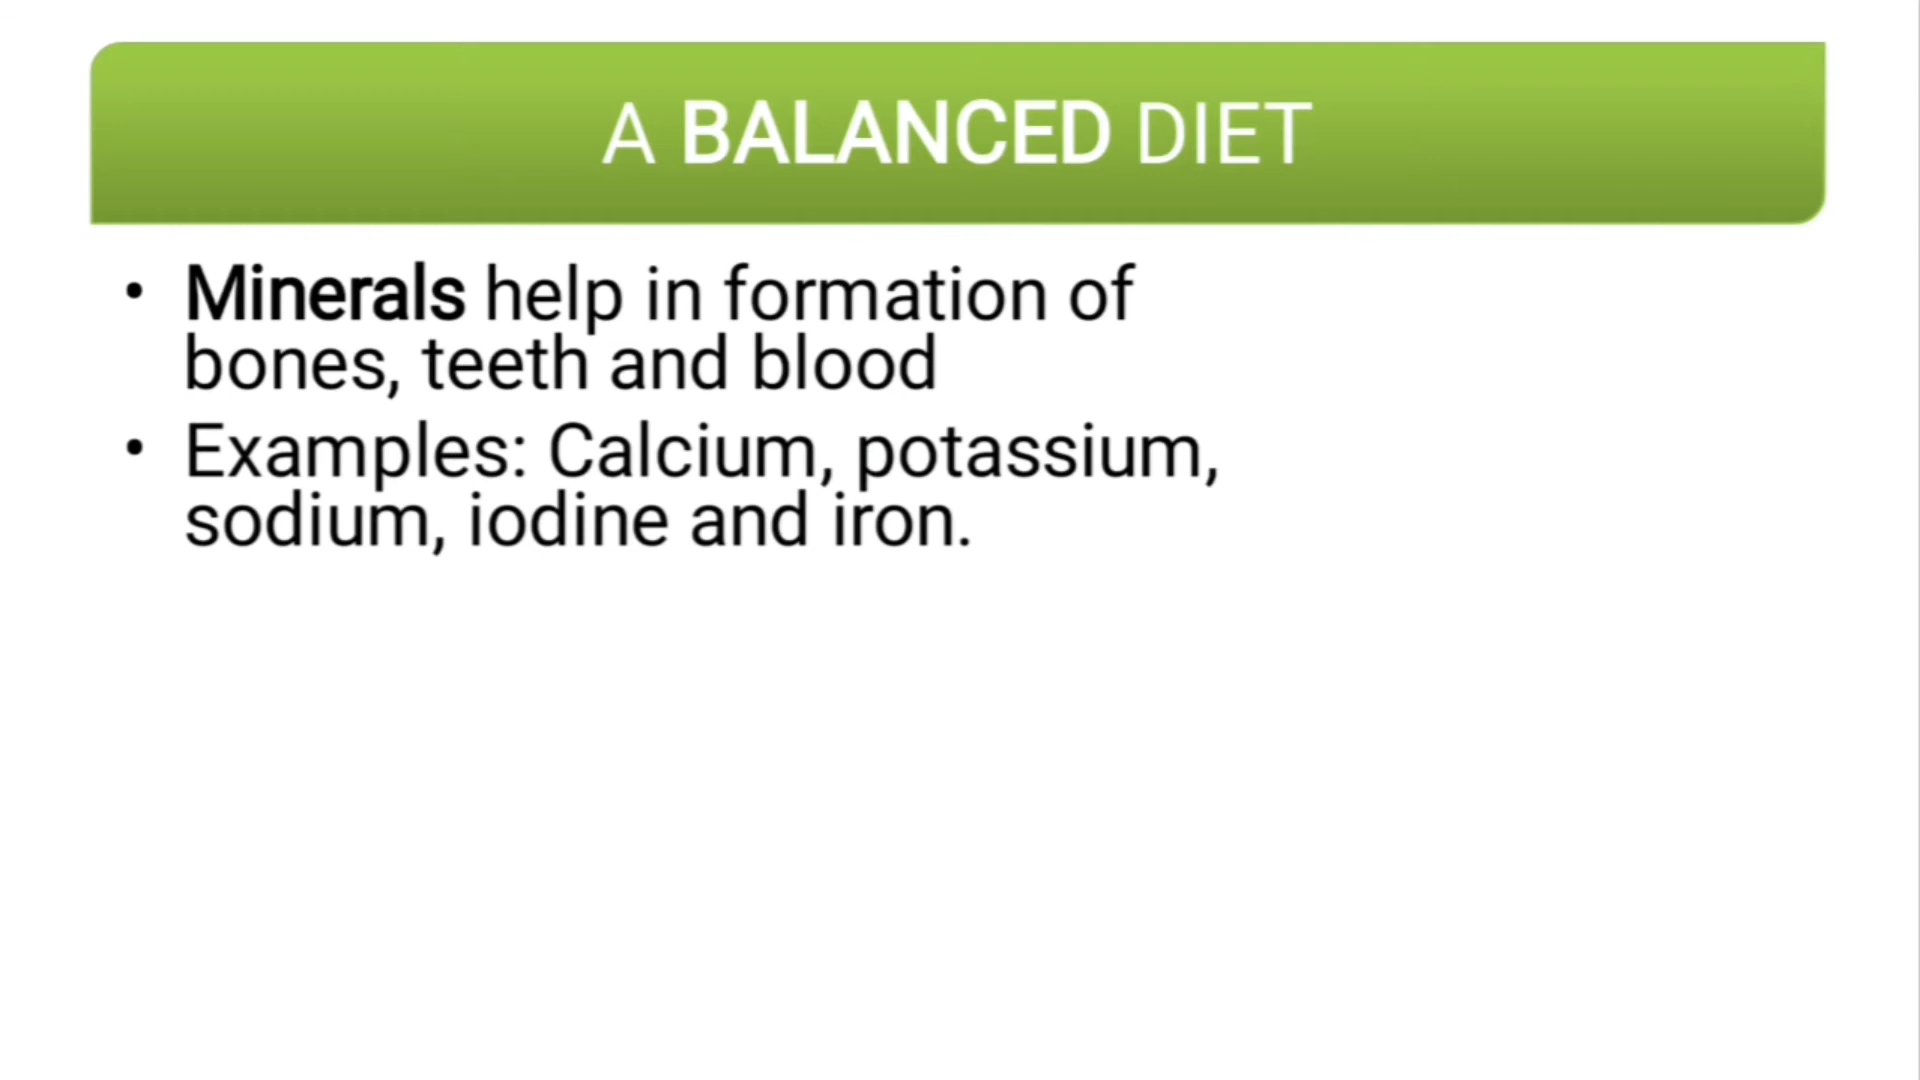 A BALANCED DIET
• Minerals help in formation of
bones, teeth and blood
• Examples: Calcium, potassium,
sodium, iodine and iron.